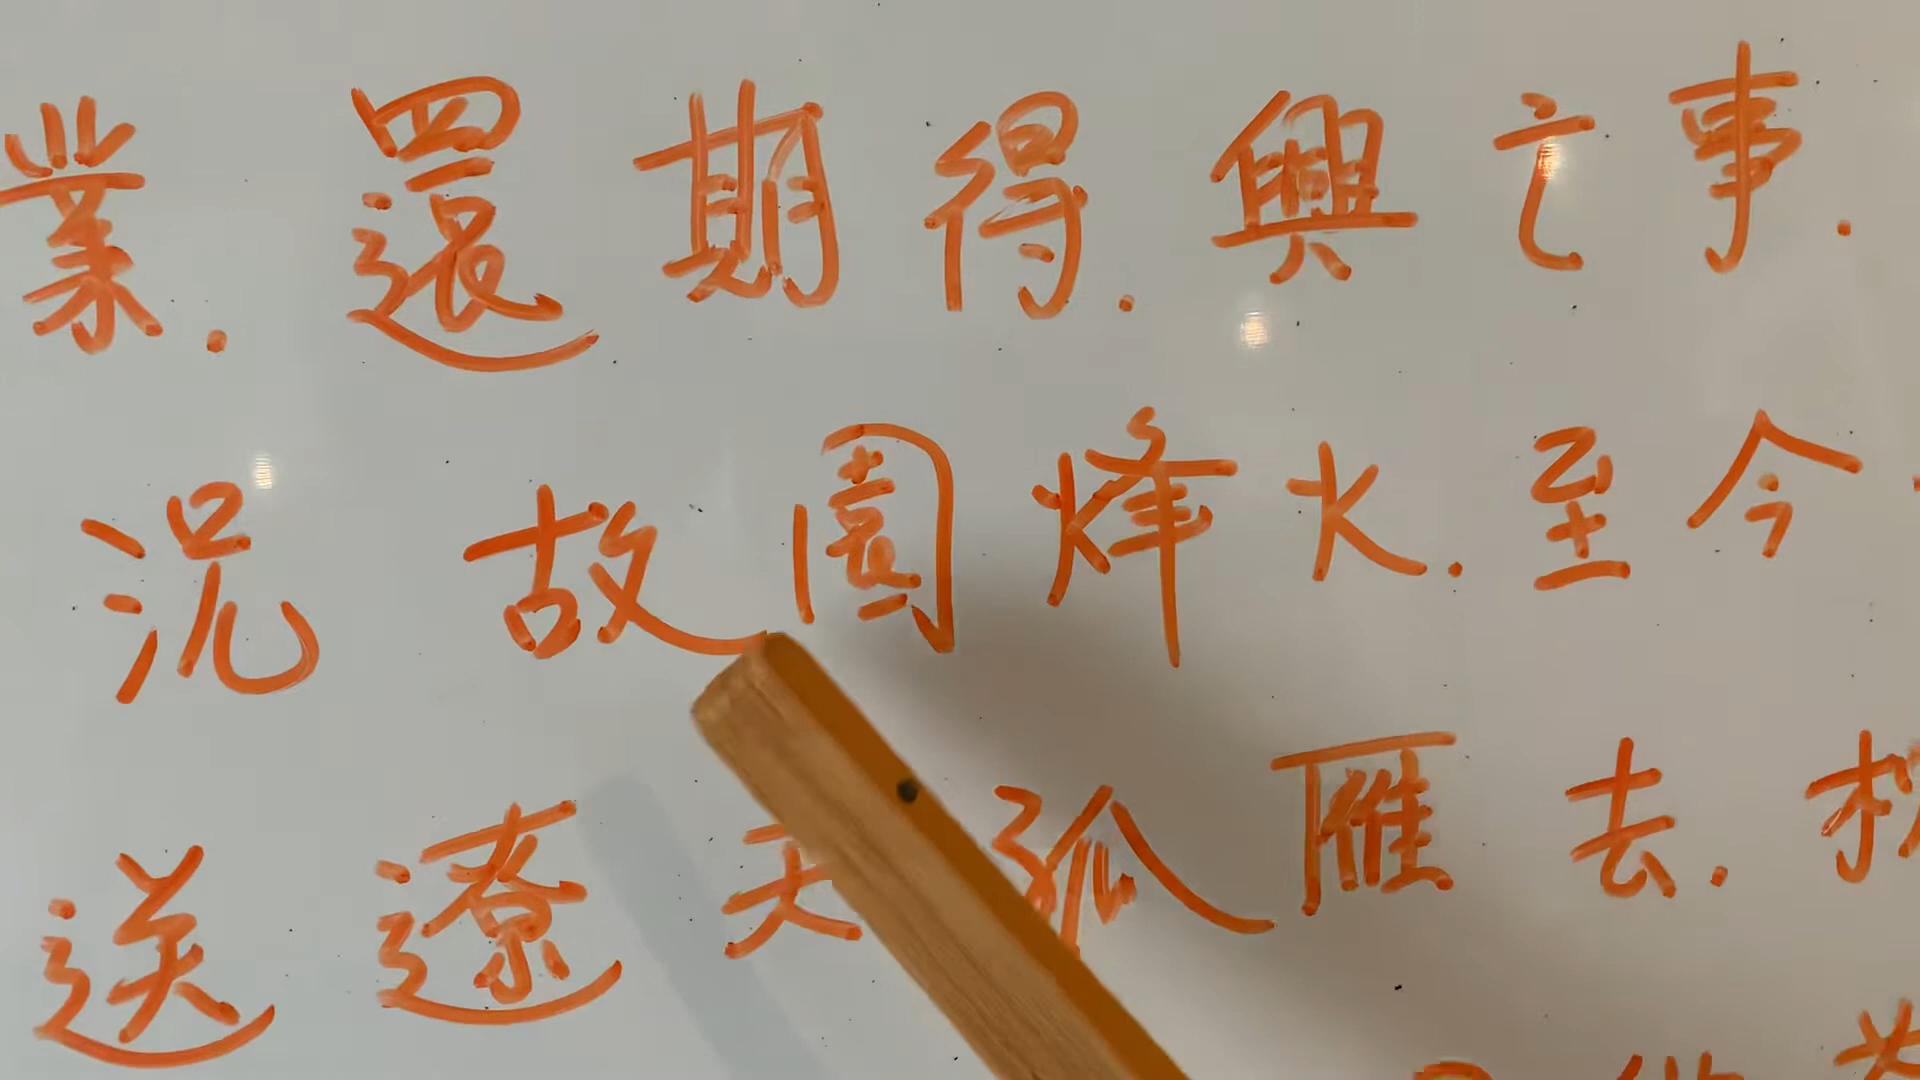 業. 還期得. 興亡事.
況 故園烽火. 至今
送遼天孤雁去.